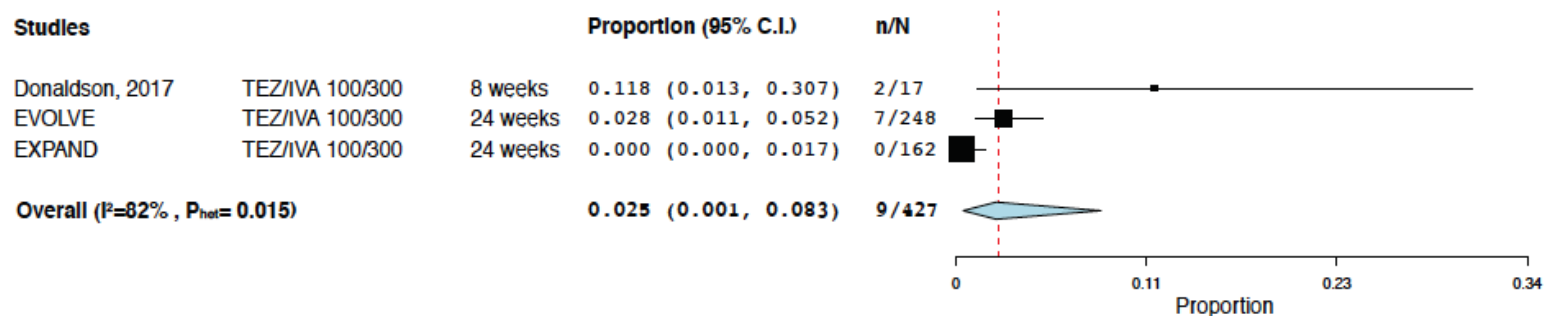 Studies Proportion (95% C.I.) n/N
Donaldson, 2017 TEZ/IVA 100/300 8 weeks 0.118 (0.013, 0.307) 2/17
EVOLVE TEZ/IVA 100/300 24 weeks 0.028 (0.011, 0.052) 7/248
EXPAND TEZ/IVA 100/300 24 weeks 0.000 (0.000, 0.017) 0/162
Overall (I²=82% , Phet= 0.015) 0.025 (0.001, 0.083) 9/427
0 0.11 0.23 0.34
Proportion